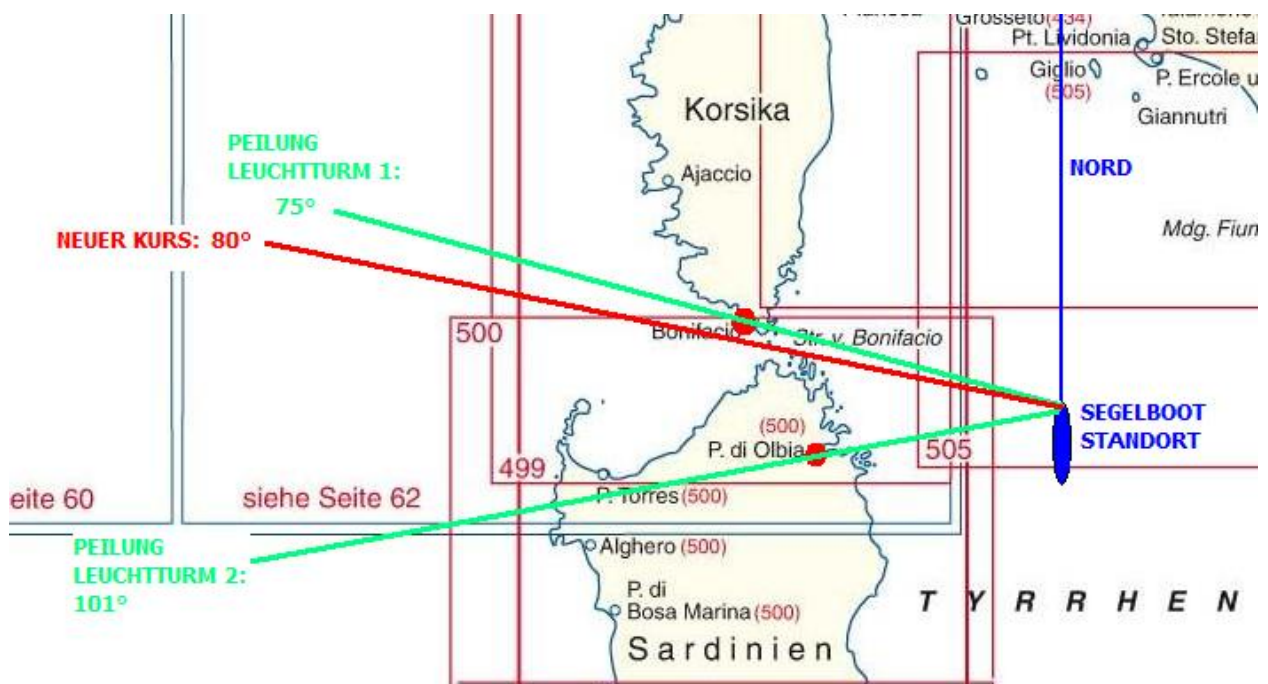 Grosseto (434)
Pt. Lividonia
Sto. Stefa
Giglio
(505)
P. Ercole u
Giannutri
Korsika
PEILUNG
LEUCHTTURM 1:
75°
Ajaccio
NORD
NEUER KURS: 80°
Mdg. Fium
500
Bonifacio
Str. v. Bonifacio
SEGELBOOT
STANDORT
(500)
P. di Olbia
505
499
eite 60
siehe Seite 62
P. Torres (500)
PEILUNG
LEUCHTTURM 2:
101°
Alghero (500)
P. di
Bosa Marina (500)
TYRRHEN
Sardinien